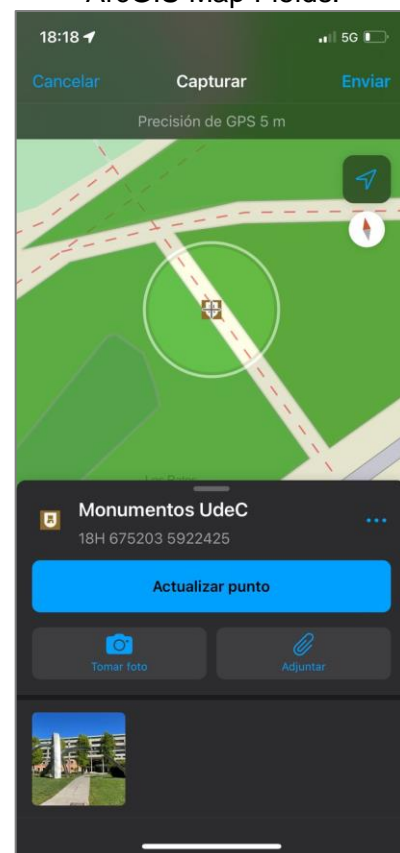 ArcGIS Map Fields.
18:18
5G
Cancelar Capturar Enviar
Precisión de GPS 5 m
Monumentos UdeC
18H 675203 5922425
Actualizar punto
Tomar foto Adjuntar